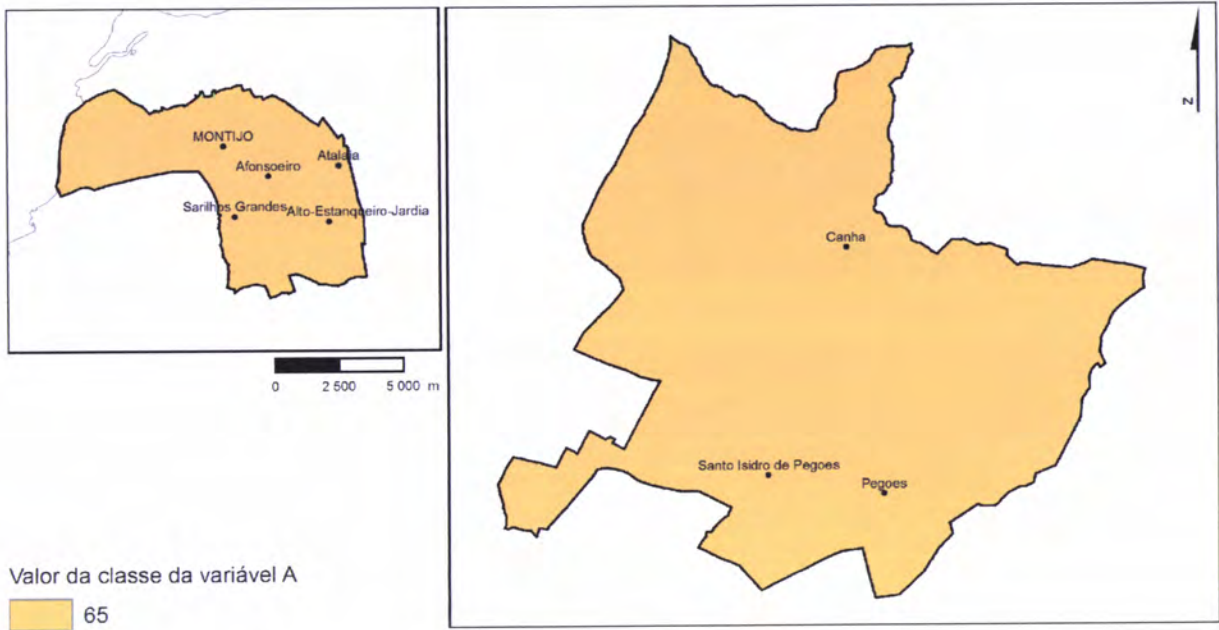 MONTIJO
Atalaia
Afonsoeiro
Sarilhos Grandes
Alto-Estanqueiro-Jardia
0 2 500 5 000 m
N
Canha
Santo Isidro de Pegoes
Pegoes
Valor da classe da variável A
65